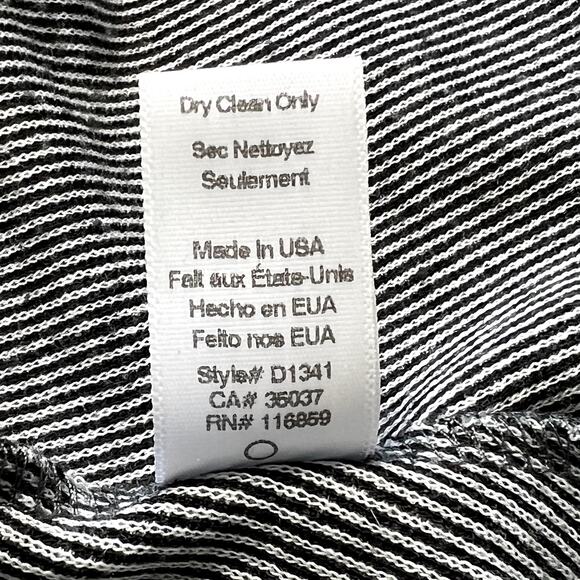 Dry Clean Only
Sec Nettoyez
Seulement
Made In USA
Fait aux États-Unis
Hecho en EUA
Feito nos EUA
Style# D1341
CA# 35037
RN# 116859